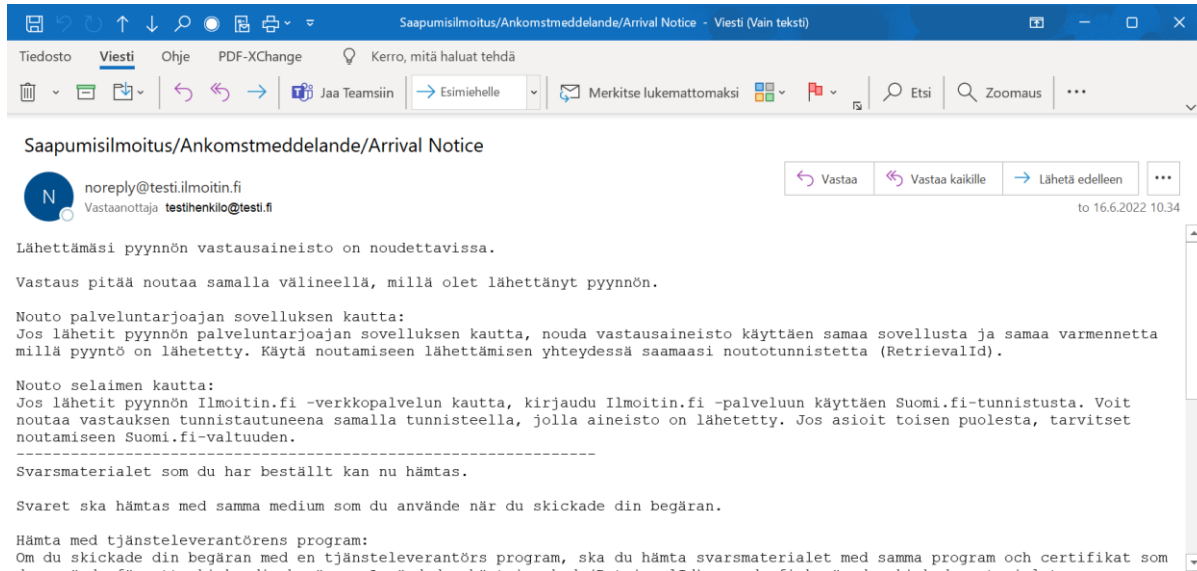 Saapumisilmoitus/Ankomstmeddelande/Arrival Notice - Viesti (Vain teksti)
Tiedosto Viesti Ohje PDF-XChange Kerro, mitä haluat tehdä
Jaa Teamsiin Esimiehelle Merkitse lukemattomaksi Etsi Zoomaus
Saapumisilmoitus/Ankomstmeddelande/Arrival Notice
N
noreply@testi.ilmoitin.fi
Vastaanottaja testihenkilo@testi.fi
Vastaa Vastaa kaikille Lähetä edelleen
to 16.6.2022 10.34
Lähettämäsi pyynnön vastausaineisto on noudettavissa.
Vastaus pitää noutaa samalla välineellä, millä olet lähettänyt pyynnön.
Nouto palveluntarjoajan sovelluksen kautta:
Jos lähetit pyynnön palveluntarjoajan sovelluksen kautta, nouda vastausaineisto käyttäen samaa sovellusta ja samaa varmennetta
millä pyyntö on lähetetty. Käytä noutamiseen lähettämisen yhteydessä saamaasi noutotunnistetta (RetrievalId).
Nouto selaimen kautta:
Jos lähetit pyynnön Ilmoitin.fi -verkkopalvelun kautta, kirjaudu Ilmoitin.fi -palveluun käyttäen Suomi.fi-tunnistusta. Voit
noutaa vastauksen tunnistautuneena samalla tunnisteella, jolla aineisto on lähetetty. Jos asioit toisen puolesta, tarvitset
noutamiseen Suomi.fi-valtuuden.
----------------------------------------------------------------
Svarsmaterialet som du har beställt kan nu hämtas.
Svaret ska hämtas med samma medium som du använde när du skickade din begäran.
Hämta med tjänsteleverantörens program:
Om du skickade din begäran med en tjänsteleverantörs program, ska du hämta svarsmaterialet med samma program och certifikat som